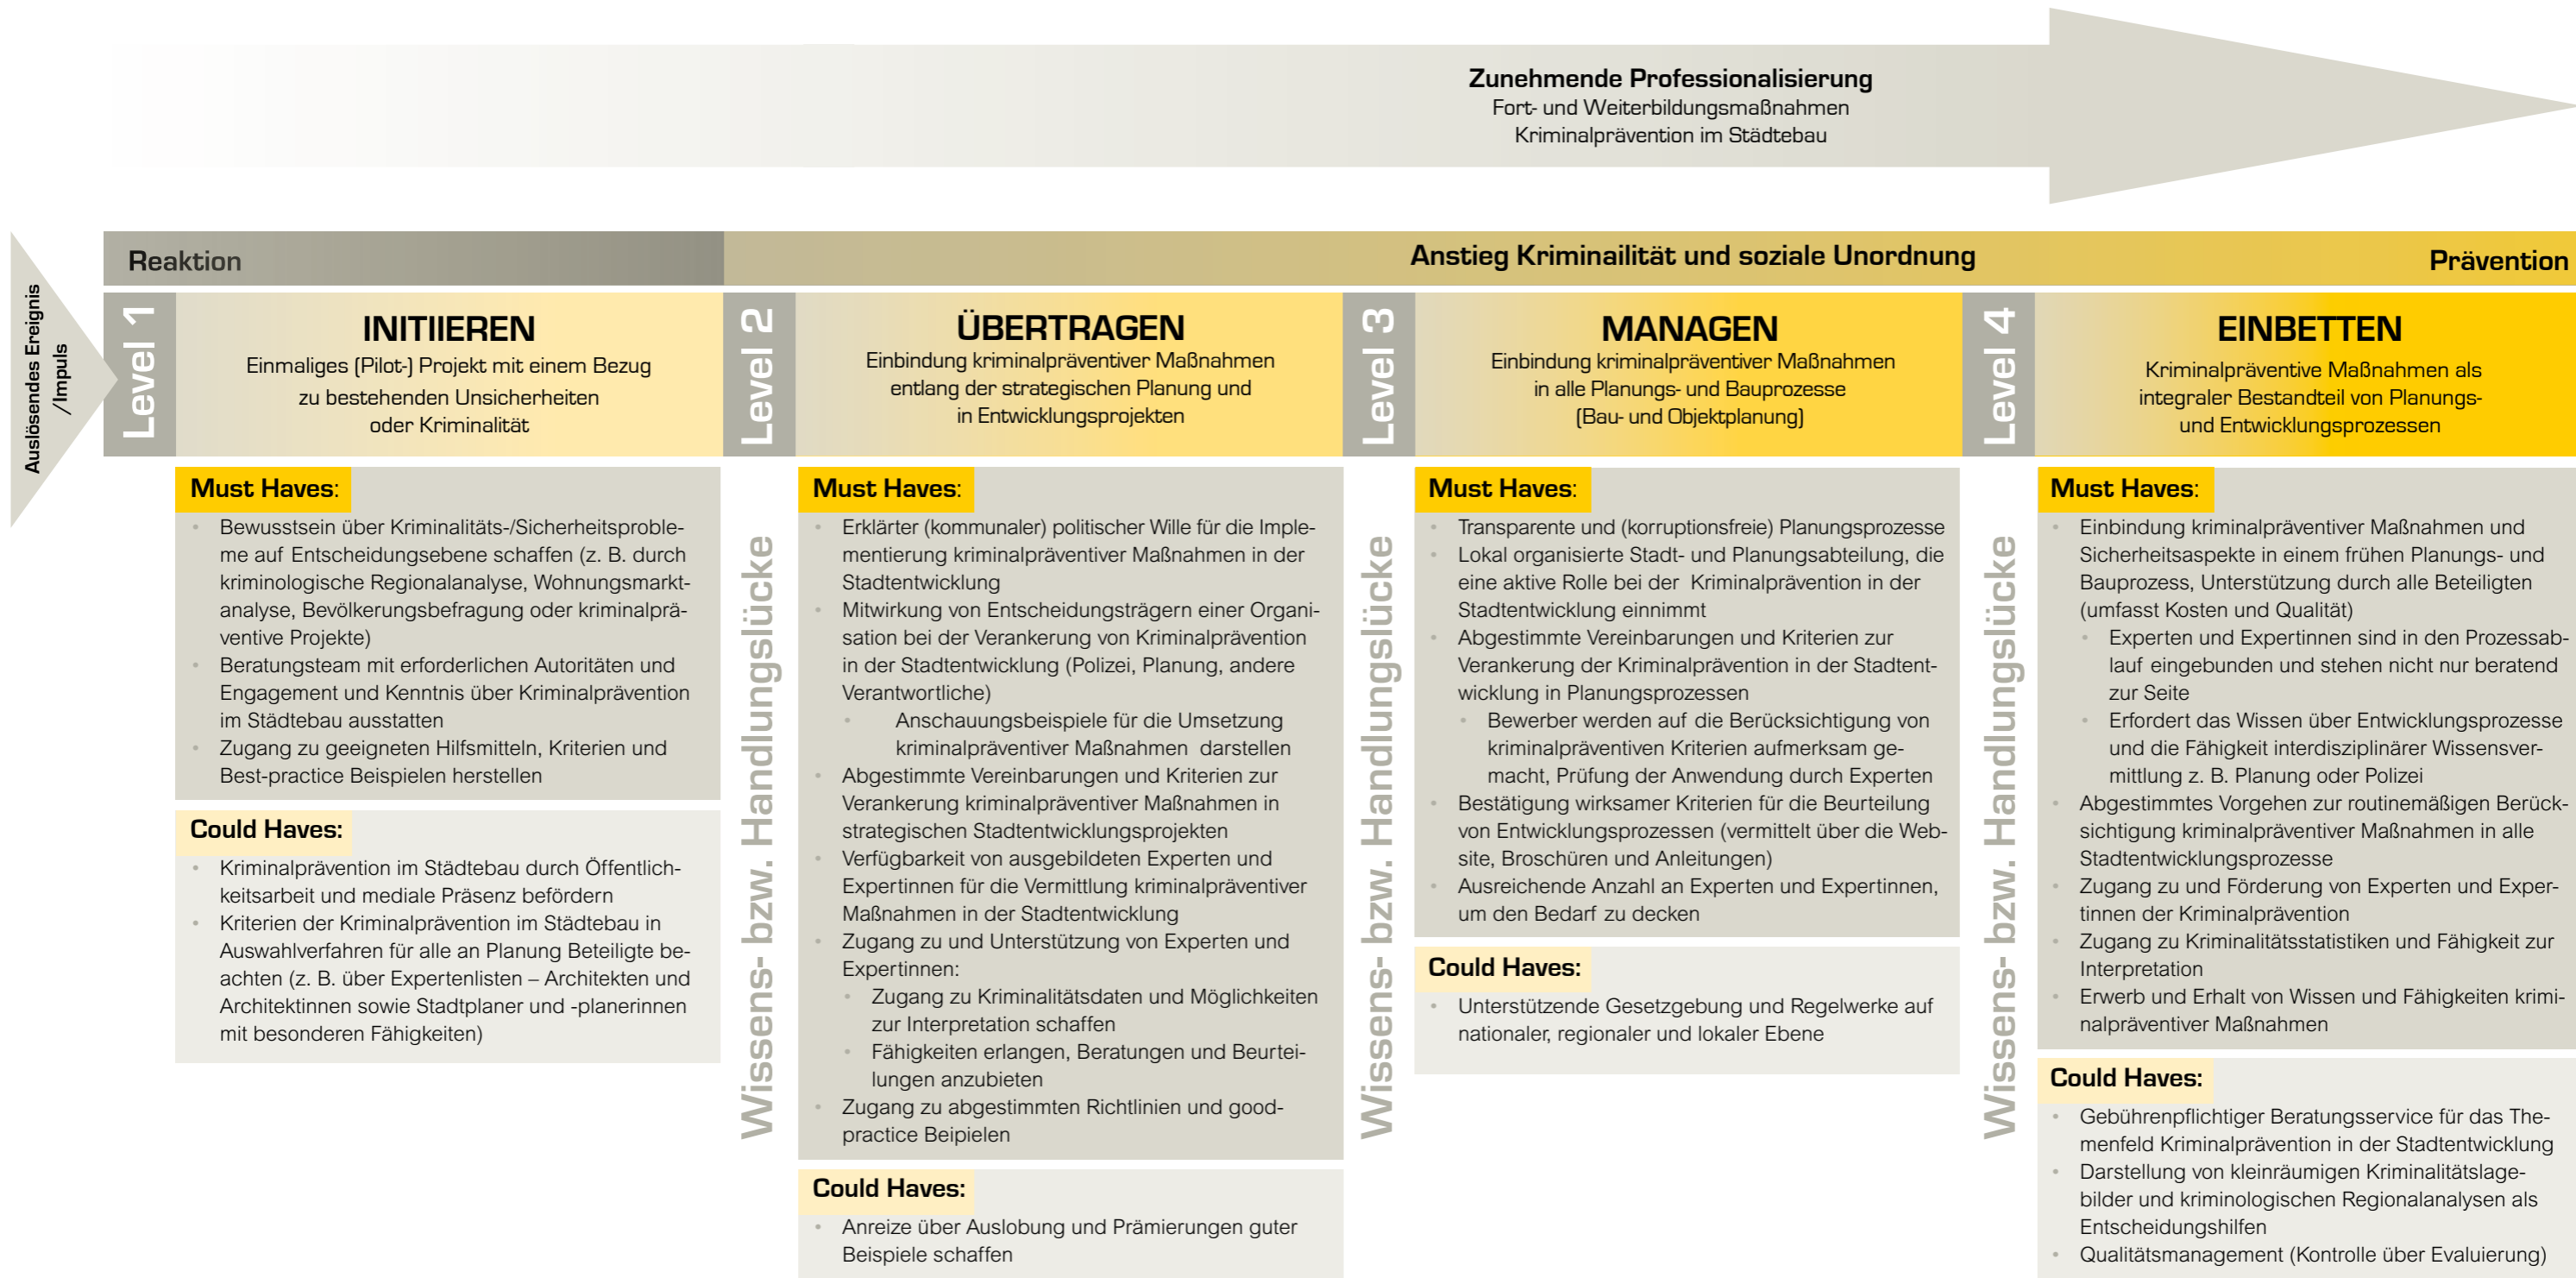 Zunehmende Professionalisierung
Fort- und Weiterbildungsmaßnahmen
Kriminalprävention im Städtebau
Auslösendes Ereignis
/Impuls
Reaktion
Anstieg Kriminailität und soziale Unordnung
Prävention
Level 1
INITIIEREN
Einmaliges (Pilot-) Projekt mit einem Bezug
zu bestehenden Unsicherheiten
oder Kriminalität
Must Haves:
• Bewusstsein über Kriminalitäts-/Sicherheitsproble-
me auf Entscheidungsebene schaffen (z. B. durch
kriminologische Regionalanalyse, Wohnungsmarkt-
analyse, Bevölkerungsbefragung oder kriminalprä-
ventive Projekte)
• Beratungsteam mit erforderlichen Autoritäten und
Engagement und Kenntnis über Kriminalprävention
im Städtebau ausstatten
• Zugang zu geeigneten Hilfsmitteln, Kriterien und
Best-practice Beispielen herstellen
Could Haves:
• Kriminalprävention im Städtebau durch Öffentlich-
keitsarbeit und mediale Präsenz befördern
• Kriterien der Kriminalprävention im Städtebau in
Auswahlverfahren für alle an Planung Beteiligte be-
achten (z. B. über Expertenlisten – Architekten und
Architektinnen sowie Stadtplaner und -planerinnen
mit besonderen Fähigkeiten)
Level 2
Wissens- bzw. Handlungslücke
ÜBERTRAGEN
Einbindung kriminalpräventiver Maßnahmen
entlang der strategischen Planung und
in Entwicklungsprojekten
Must Haves:
• Erklärter (kommunaler) politischer Wille für die Imple-
mentierung kriminalpräventiver Maßnahmen in der
Stadtentwicklung
• Mitwirkung von Entscheidungsträgern einer Organi-
sation bei der Verankerung von Kriminalprävention
in der Stadtentwicklung (Polizei, Planung, andere
Verantwortliche)
• Anschauungsbeispiele für die Umsetzung
kriminalpräventiver Maßnahmen darstellen
• Abgestimmte Vereinbarungen und Kriterien zur
Verankerung kriminalpräventiver Maßnahmen in
strategischen Stadtentwicklungsprojekten
• Verfügbarkeit von ausgebildeten Experten und
Expertinnen für die Vermittlung kriminalpräventiver
Maßnahmen in der Stadtentwicklung
• Zugang zu und Unterstützung von Experten und
Expertinnen:
• Zugang zu Kriminalitätsdaten und Möglichkeiten
zur Interpretation schaffen
• Fähigkeiten erlangen, Beratungen und Beurtei-
lungen anzubieten
• Zugang zu abgestimmten Richtlinien und good-
practice Beipielen
Could Haves:
• Anreize über Auslobung und Prämierungen guter
Beispiele schaffen
Level 3
Wissens- bzw. Handlungslücke
MANAGEN
Einbindung kriminalpräventiver Maßnahmen
in alle Planungs- und Bauprozesse
(Bau- und Objektplanung)
Must Haves:
• Transparente und (korruptionsfreie) Planungsprozesse
• Lokal organisierte Stadt- und Planungsabteilung, die
eine aktive Rolle bei der Kriminalprävention in der
Stadtentwicklung einnimmt
• Abgestimmte Vereinbarungen und Kriterien zur
Verankerung der Kriminalprävention in der Stadtent-
wicklung in Planungsprozessen
• Bewerber werden auf die Berücksichtigung von
kriminalpräventiven Kriterien aufmerksam ge-
macht, Prüfung der Anwendung durch Experten
• Bestätigung wirksamer Kriterien für die Beurteilung
von Entwicklungsprozessen (vermittelt über die Web-
site, Broschüren und Anleitungen)
• Ausreichende Anzahl an Experten und Expertinnen,
um den Bedarf zu decken
Could Haves:
• Unterstützende Gesetzgebung und Regelwerke auf
nationaler, regionaler und lokaler Ebene
Level 4
Wissens- bzw. Handlungslücke
EINBETTEN
Kriminalpräventive Maßnahmen als
integraler Bestandteil von Planungs-
und Entwicklungsprozessen
Must Haves:
• Einbindung kriminalpräventiver Maßnahmen und
Sicherheitsaspekte in einem frühen Planungs- und
Bauprozess, Unterstützung durch alle Beteiligten
(umfasst Kosten und Qualität)
• Experten und Expertinnen sind in den Prozessab-
lauf eingebunden und stehen nicht nur beratend
zur Seite
• Erfordert das Wissen über Entwicklungsprozesse
und die Fähigkeit interdisziplinärer Wissensver-
mittlung z. B. Planung oder Polizei
• Abgestimmtes Vorgehen zur routinemäßigen Berück-
sichtigung kriminalpräventiver Maßnahmen in alle
Stadtentwicklungsprozesse
• Zugang zu und Förderung von Experten und Exper-
tinnen der Kriminalprävention
• Zugang zu Kriminalitätsstatistiken und Fähigkeit zur
Interpretation
• Erwerb und Erhalt von Wissen und Fähigkeiten krimi-
nalpräventiver Maßnahmen
Could Haves:
• Gebührenpflichtiger Beratungsservice für das The-
menfeld Kriminalprävention in der Stadtentwicklung
• Darstellung von kleinräumigen Kriminalitätslage-
bilder und kriminologischen Regionalanalysen als
Entscheidungshilfen
• Qualitätsmanagement (Kontrolle über Evaluierung)